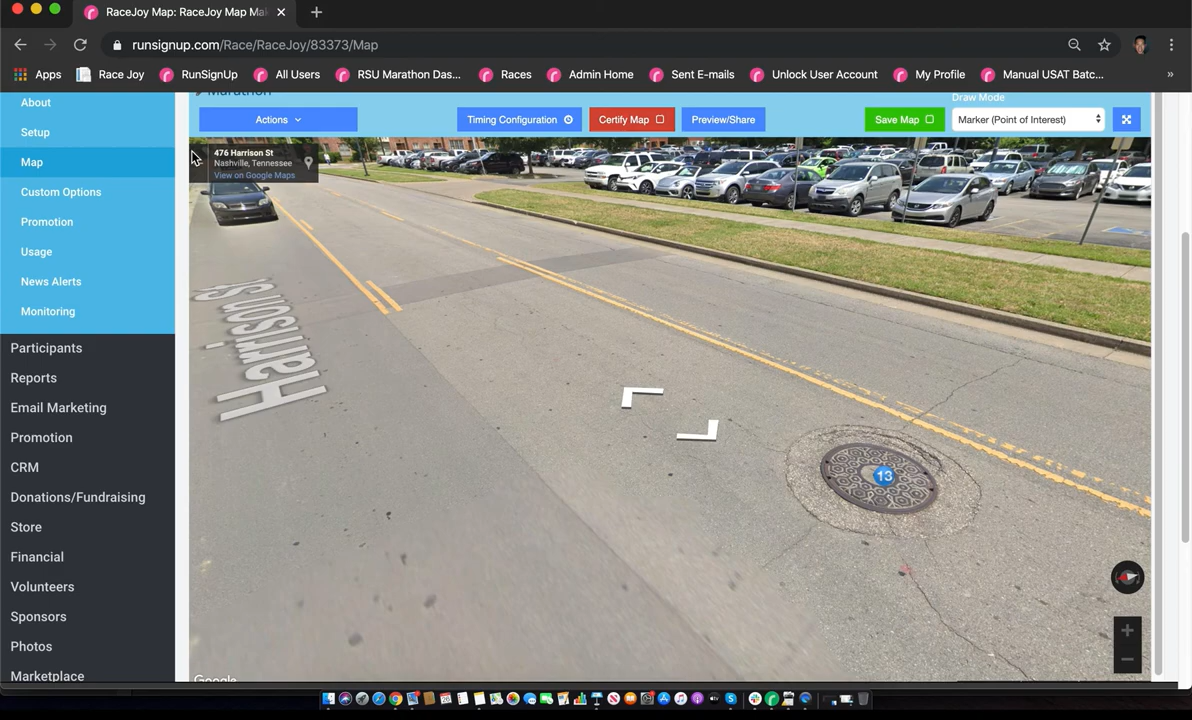 RaceJoy Map: RaceJoy Map Ma
runsignup.com/Race/RaceJoy/83373/Map
Apps
Race Joy
RunSignUp
All Users
RSU Marathon Das...
Races
Admin Home
Sent E-mails
Unlock User Account
My Profile
Manual USAT Batc...
»
About
Setup
Map
Custom Options
Promotion
Usage
News Alerts
Monitoring
Participants
Reports
Email Marketing
Promotion
CRM
Donations/Fundraising
Store
Financial
Volunteers
Sponsors
Photos
Marketplace
Marathon
Draw Mode
Actions
Timing Configuration
Certify Map
Preview/Share
Save Map
Marker (Point of Interest)
476 Harrison St
Nashville, Tennessee
View on Google Maps
Harrison St
13
Google